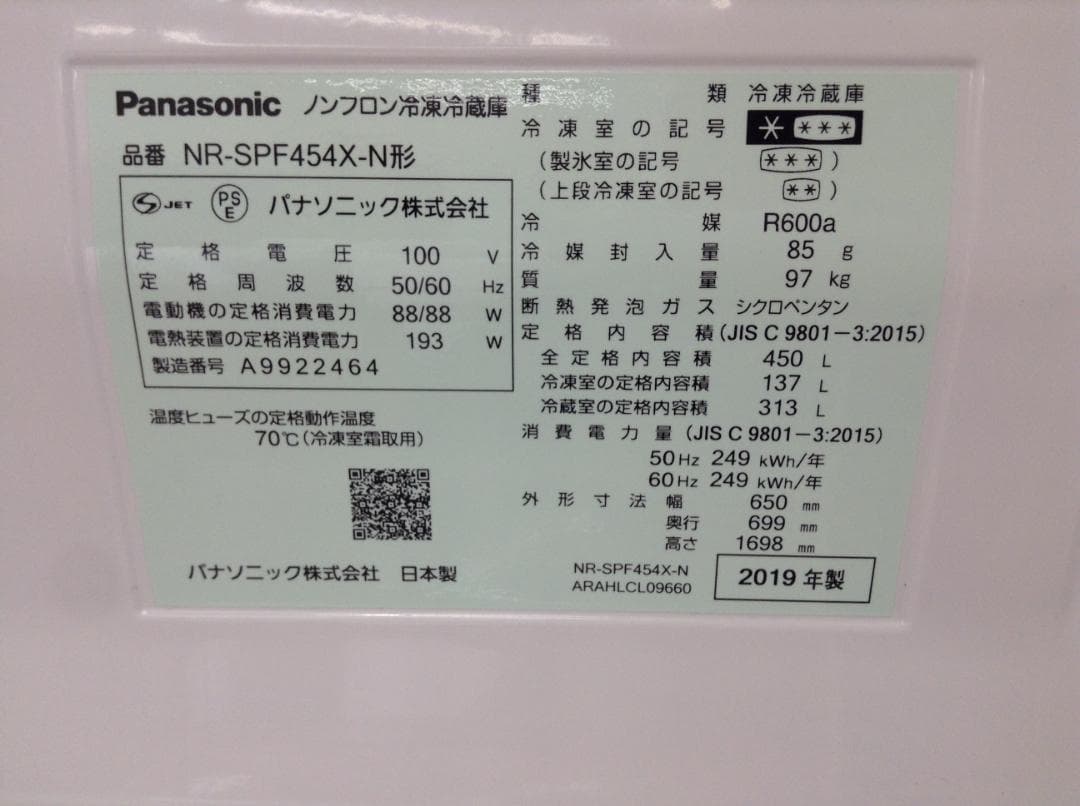 Panasonic ノンフロン冷凍冷蔵庫
品番 NR-SPF454X-N形
S JET PS E パナソニック株式会社
定格電圧 100 V
定格周波数 50/60 Hz
電動機の定格消費電力 88/88 W
電熱装置の定格消費電力 193 W
製造番号 A9922464
温度ヒューズの定格動作温度
70℃(冷凍室霜取用)
パナソニック株式会社 日本製
種類 冷凍冷蔵庫
冷凍室の記号 * ***
(製氷室の記号 *** )
(上段冷凍室の記号 ** )
冷媒 R600a
冷媒封入量 85 g
質量 97 kg
断熱発泡ガス シクロペンタン
定格内容積(JIS C 9801-3:2015)
全定格内容積 450 L
冷凍室の定格内容積 137 L
冷蔵室の定格内容積 313 L
消費電力量(JIS C 9801-3:2015)
50Hz 249 kWh/年
60Hz 249 kWh/年
外形寸法 幅 650 mm
奥行 699 mm
高さ 1698 mm
NR-SPF454X-N
ARAHLCL09660
2019年製